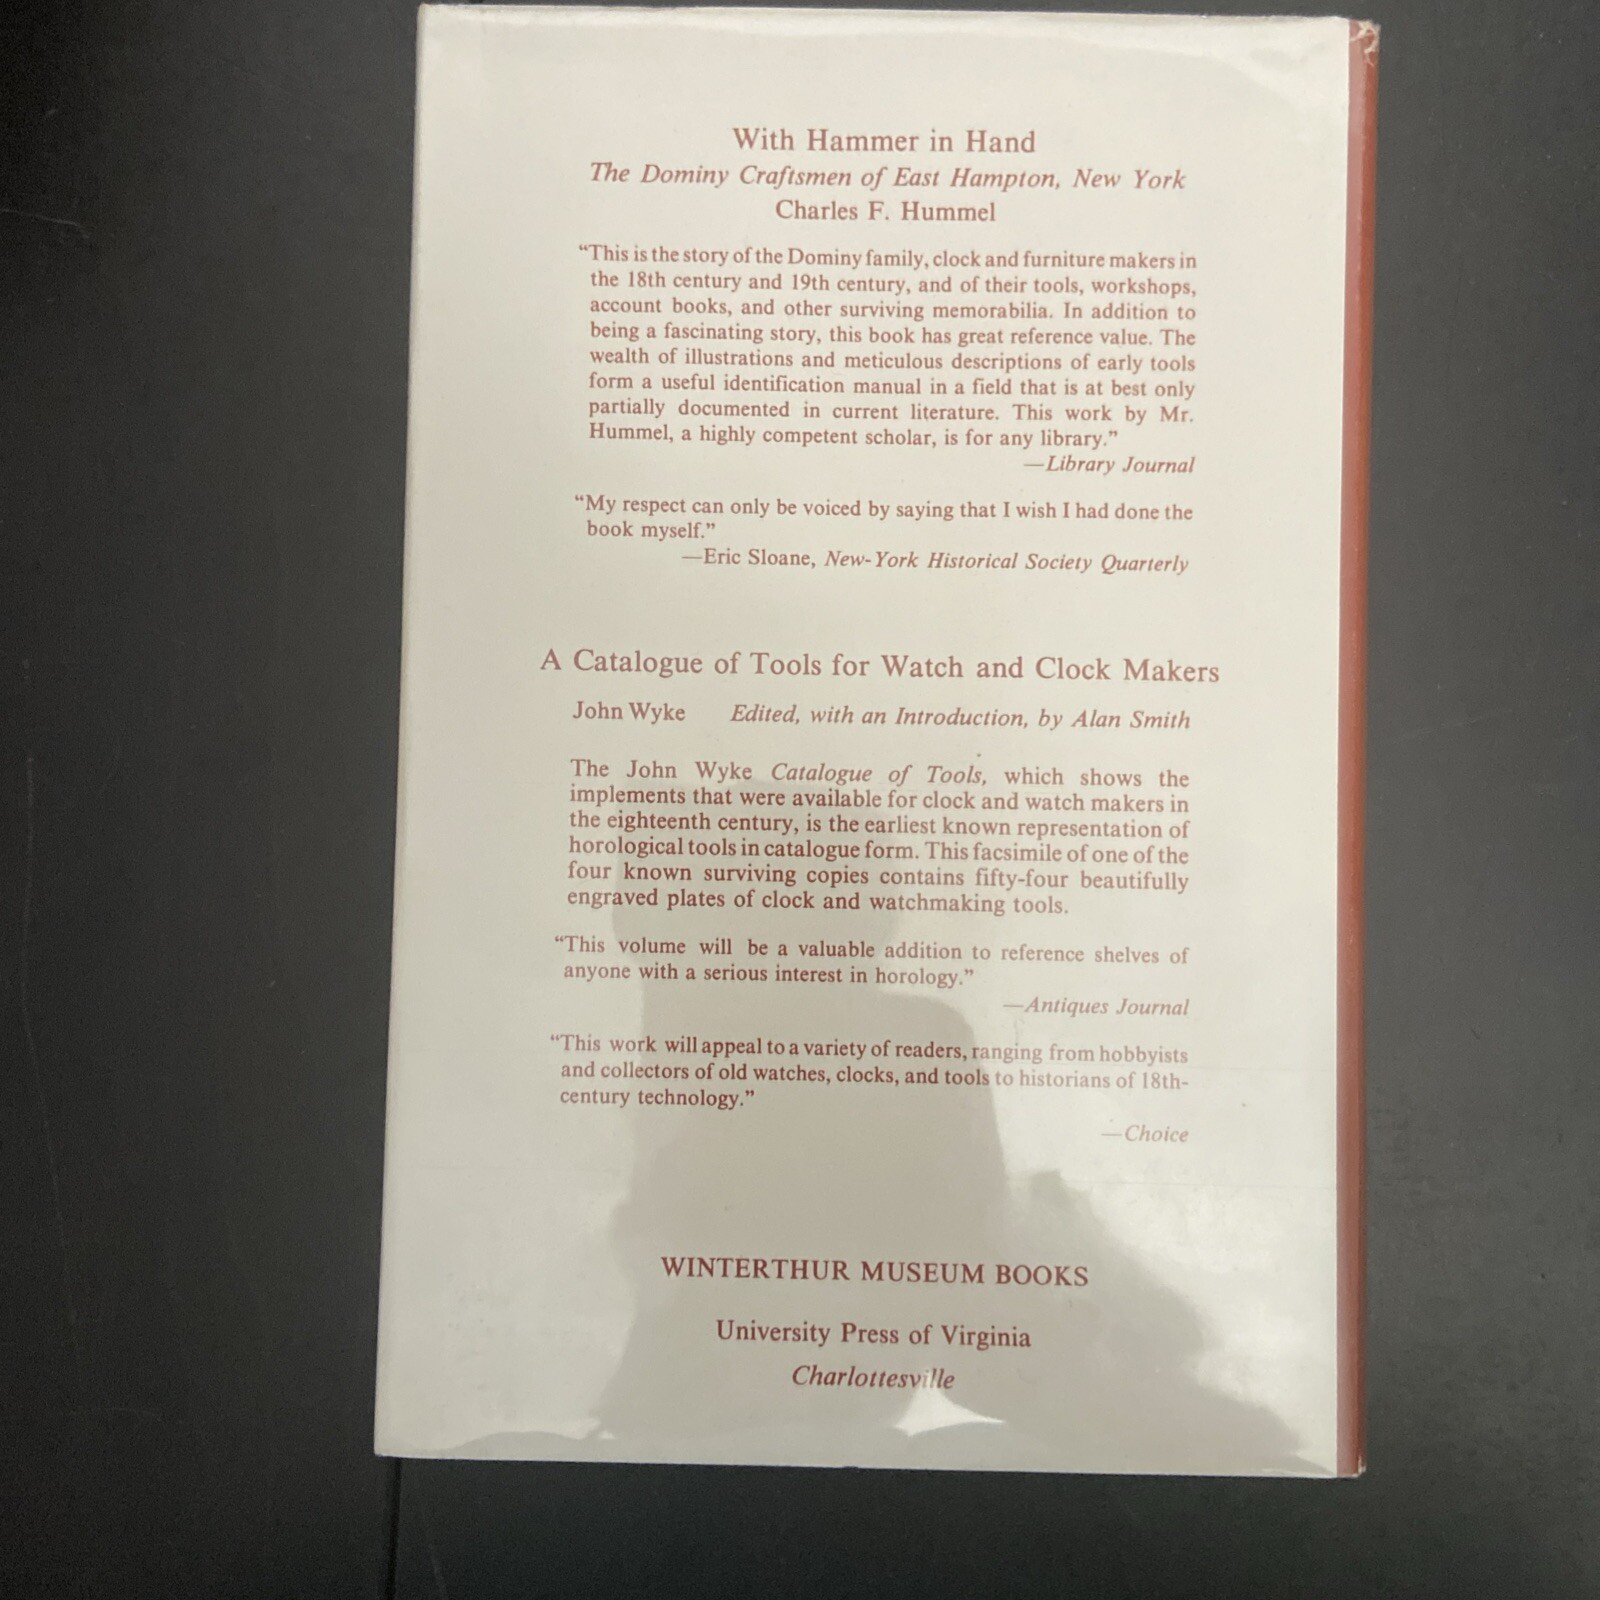 With Hammer in Hand
The Dominy Craftsmen of East Hampton, New York
Charles F. Hummel
“This is the story of the Dominy family, clock and furniture makers in
the 18th century and 19th century, and of their tools, workshops,
account books, and other surviving memorabilia. In addition to
being a fascinating story, this book has great reference value. The
wealth of illustrations and meticulous descriptions of early tools
form a useful identification manual in a field that is at best only
partially documented in current literature. This work by Mr.
Hummel, a highly competent scholar, is for any library.”
—Library Journal
“My respect can only be voiced by saying that I wish I had done the
book myself.”
—Eric Sloane, New-York Historical Society Quarterly
A Catalogue of Tools for Watch and Clock Makers
John Wyke Edited, with an Introduction, by Alan Smith
The John Wyke Catalogue of Tools, which shows the
implements that were available for clock and watch makers in
the eighteenth century, is the earliest known representation of
horological tools in catalogue form. This facsimile of one of the
four known surviving copies contains fifty-four beautifully
engraved plates of clock and watchmaking tools.
“This volume will be a valuable addition to reference shelves of
anyone with a serious interest in horology.”
—Antiques Journal
“This work will appeal to a variety of readers, ranging from hobbyists
and collectors of old watches, clocks, and tools to historians of 18th-
century technology.”
—Choice
WINTERTHUR MUSEUM BOOKS
University Press of Virginia
Charlottesville